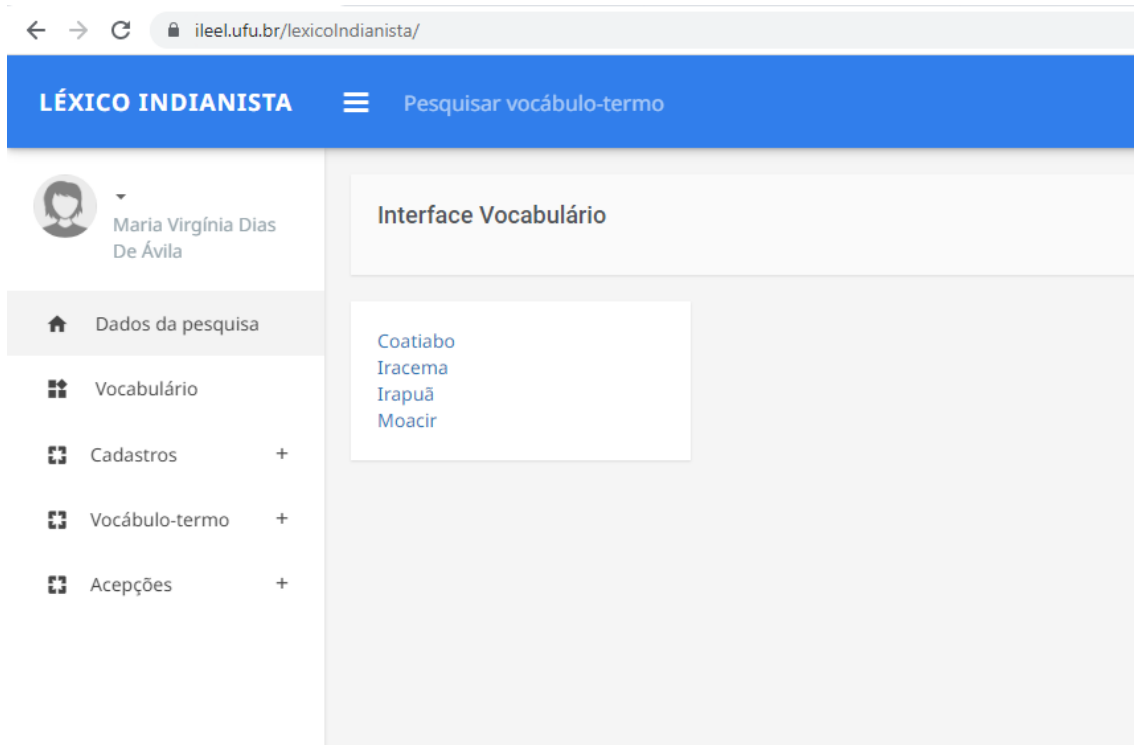 ileel.ufu.br/lexicoIndianista/
LÉXICO INDIANISTA
Pesquisar vocábulo-termo
Maria Virgínia Dias
De Ávila
Interface Vocabulário
Dados da pesquisa
Vocabulário
Cadastros +
Vocábulo-termo +
Acepções +
Coatiabo
Iracema
Irapuã
Moacir